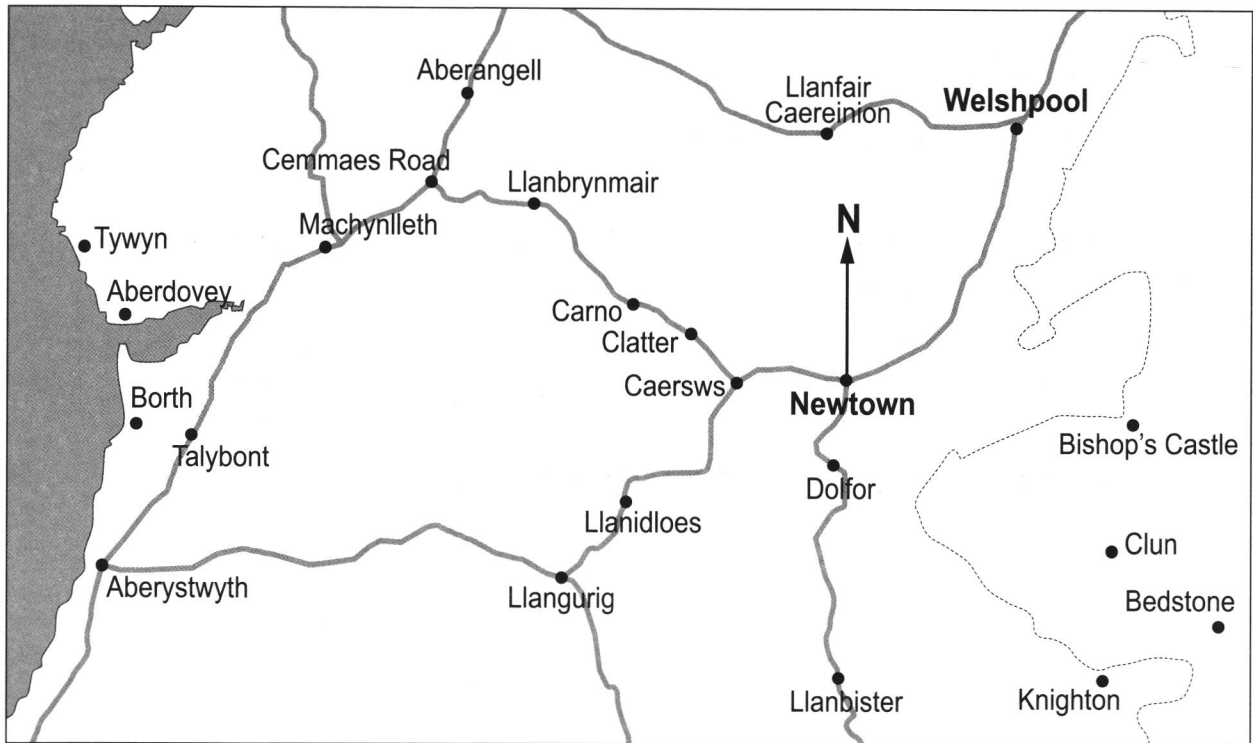 Aberangell
Llanfair
Caereinion
Welshpool
Cemmaes Road
Llanbrynmair
Machynlleth
N
Tywyn
Aberdovey
Carno
Clatter
Caersws
Newtown
Borth
Talybont
Bishop's Castle
Dolfor
Llanidloes
Clun
Aberystwyth
Llangurig
Bedstone
Llanbister
Knighton